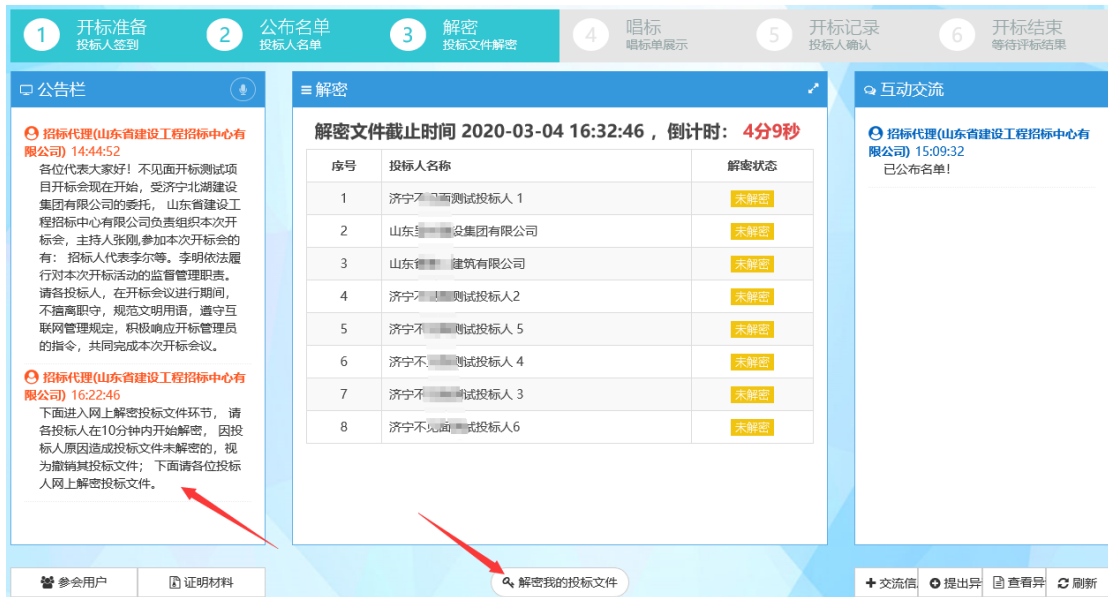 1 开标准备
投标人签到
2 公布名单
投标人名单
3 解密
投标文件解密
4 唱标
唱标单展示
5 开标记录
投标人确认
6 开标结束
等待评标结果
公告栏
招标代理(山东省建设工程招标中心有
限公司) 14:44:52
各位代表大家好！不见面开标测试项
目开标会现在开始，受济宁北湖建设
集团有限公司的委托， 山东省建设工
程招标中心有限公司负责组织本次开
标会，主持人张刚,参加本次开标会的
有： 招标人代表李尔等。李明依法履
行对本次开标活动的监督管理职责。
请各投标人，在开标会议进行期间，
不擅离职守，规范文明用语，遵守互
联网管理规定，积极响应开标管理员
的指令，共同完成本次开标会议。
招标代理(山东省建设工程招标中心有
限公司) 16:22:46
下面进入网上解密投标文件环节， 请
各投标人在10分钟内开始解密， 因投
标人原因造成投标文件未解密的，视
为撤销其投标文件； 下面请各位投标
人网上解密投标文件。
参会用户
证明材料
解密
解密文件截止时间 2020-03-04 16:32:46 ，倒计时： 4分9秒
序号 投标人名称 解密状态
1 济宁不 面测试投标人 1 未解密
2 山东 设集团有限公司 未解密
3 山东 建筑有限公司 未解密
4 济宁不 测试投标人2 未解密
5 济宁不 测试投标人 5 未解密
6 济宁不 测试投标人 4 未解密
7 济宁不 试投标人 3 未解密
8 济宁不见面 试投标人6 未解密
解密我的投标文件
互动交流
招标代理(山东省建设工程招标中心有
限公司) 15:09:32
已公布名单！
交流信
提出异
查看异
刷新